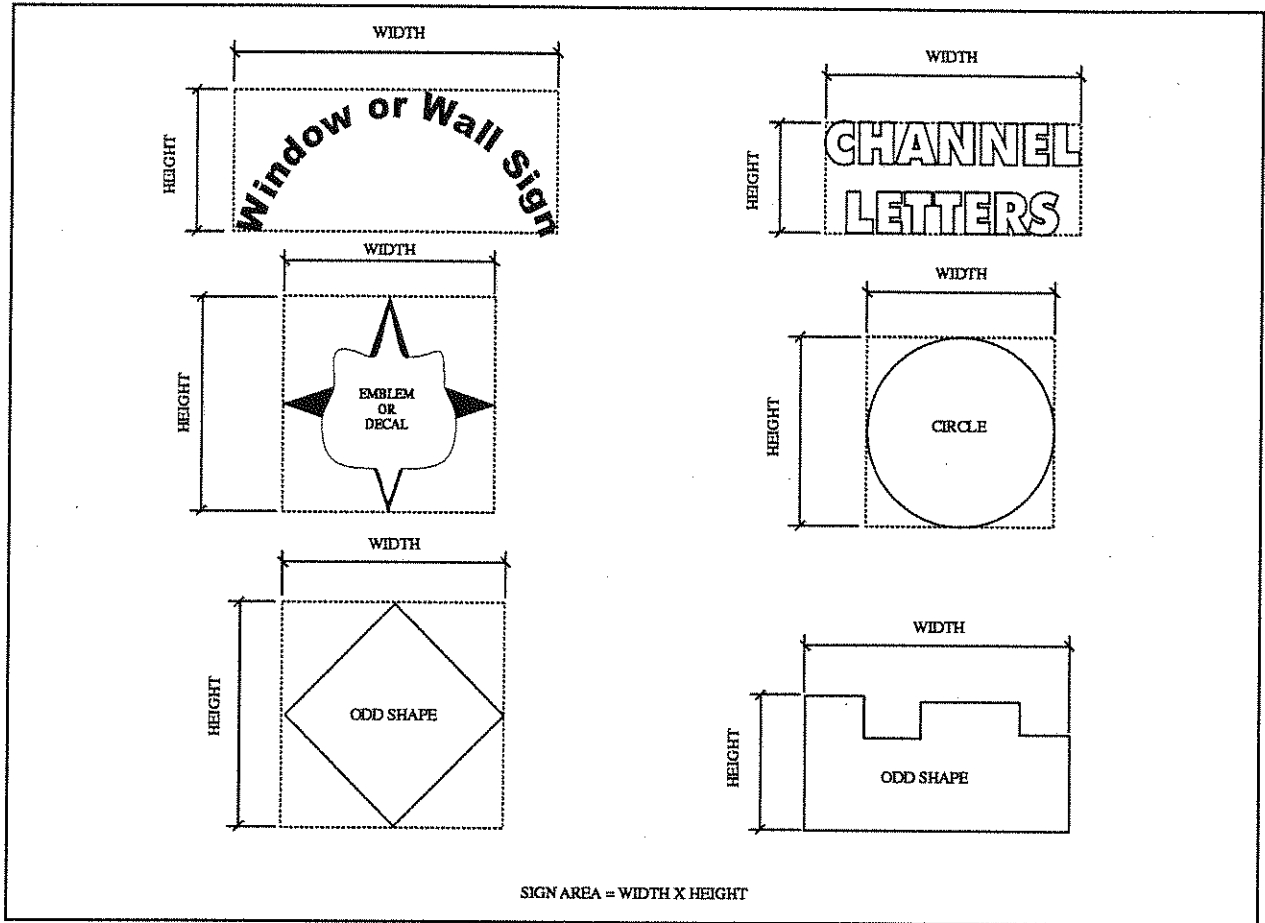 WIDTH
HEIGHT
Window or Wall Sign
WIDTH
HEIGHT
CHANNEL
LETTERS
WIDTH
HEIGHT
EMBLEM
OR
DECAL
WIDTH
HEIGHT
CIRCLE
WIDTH
HEIGHT
ODD SHAPE
WIDTH
HEIGHT
ODD SHAPE
SIGN AREA = WIDTH X HEIGHT